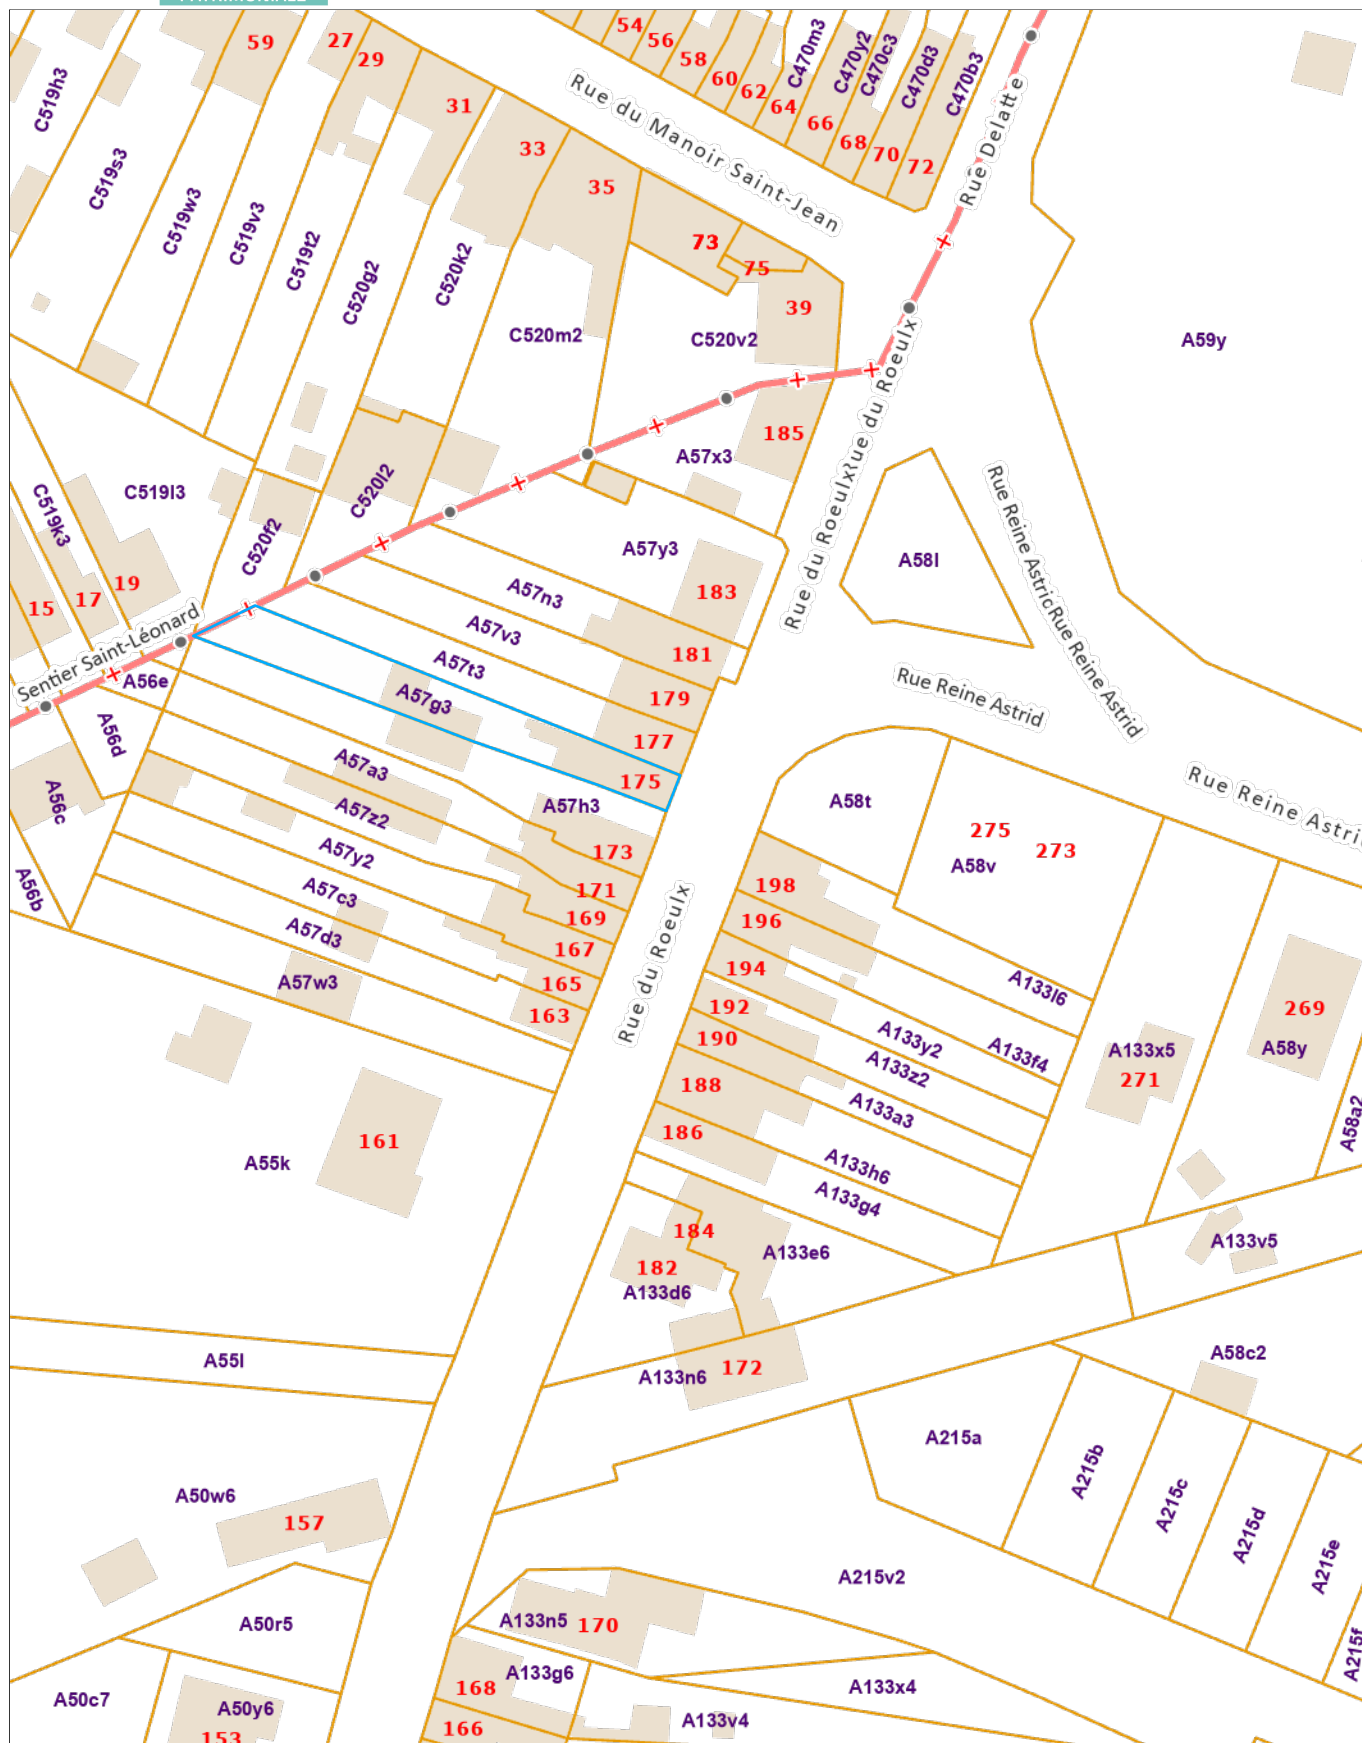 54
56
58
60
62
64
66
68
70
72
C470m3
C470y2
C470c3
C470d3
C470b3
59
27
29
31
33
35
73
75
39
Rue du Manoir Saint-Jean
Rue Delatte
C519h3
C519s3
C519w3
C519v3
C519t2
C520g2
C520k2
C520m2
C520v2
A59y
185
A57x3
Rue du Roeulx
Rue du Roeulx
C519k3
C519l3
C520f2
C520l2
15
17
19
Sentier Saint-Léonard
A57y3
183
A57n3
181
A57v3
179
A57t3
177
A57g3
175
A58l
Rue Reine Astrid
Rue Reine Astrid
Rue Reine Astrid
A56e
A56d
A56c
A56b
A57a3
A57h3
173
A57z2
171
A57y2
169
A57c3
167
A57d3
165
A57w3
163
Rue du Roeulx
A58t
275
273
A58v
198
196
194
192
190
188
186
A133l6
A133f4
A133y2
A133z2
A133a3
A133h6
A133g4
A133x5
271
269
A58y
A58a2
161
A55k
184
182
A133e6
A133d6
A133v5
A55l
A133n6
172
A58c2
A215a
A215b
A215c
A215d
A215e
A215f
A50w6
157
A215v2
A50r5
A133n5
170
A50c7
A50y6
153
168
A133g6
A133x4
166
A133v4